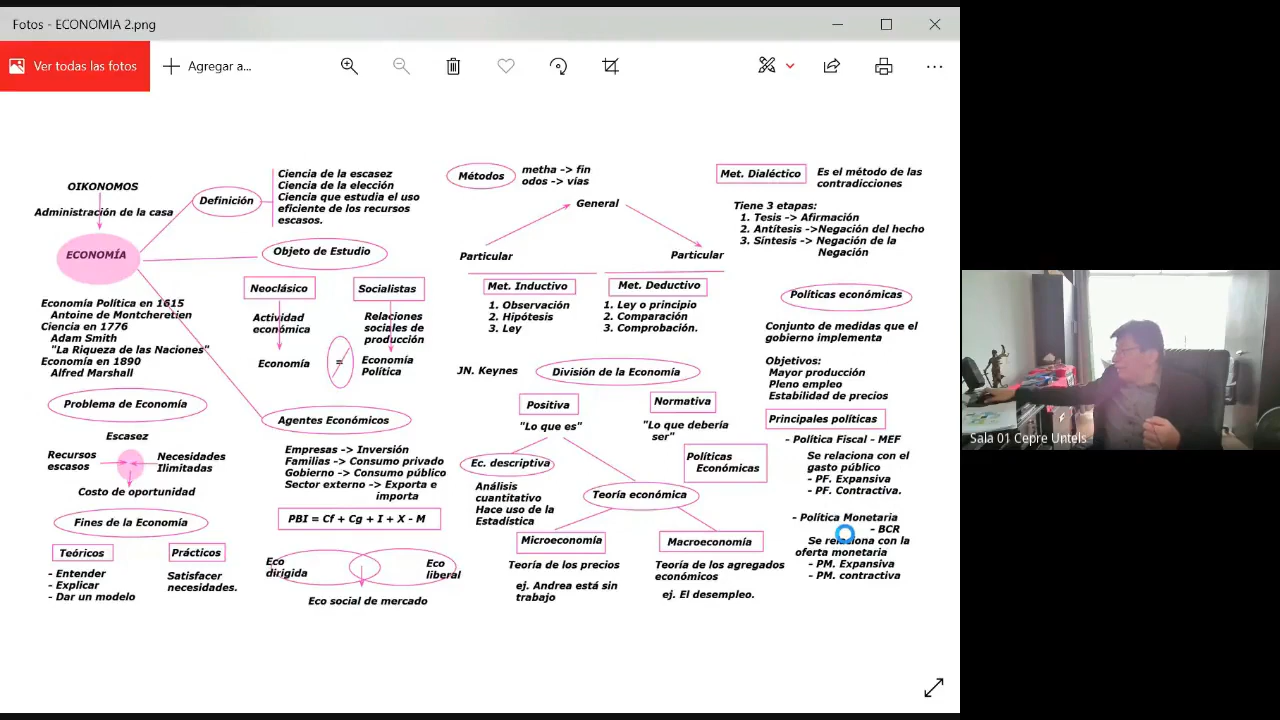 Fotos - ECONOMIA 2.png
Ver todas las fotos
Agregar a...
OIKONOMOS
Administración de la casa
ECONOMÍA
Economía Política en 1615
Antoine de Montcheretien
Ciencia en 1776
Adam Smith
"La Riqueza de las Naciones"
Economía en 1890
Alfred Marshall
Definición
Ciencia de la escasez
Ciencia de la elección
Ciencia que estudia el uso
eficiente de los recursos
escasos.
Objeto de Estudio
Neoclásico
Actividad
económica
Economía
=
Socialistas
Relaciones
sociales de
producción
Economía
Política
Problema de Economía
Escasez
Recursos
escasos
Necesidades
Ilimitadas
Costo de oportunidad
Fines de la Economía
Teóricos
- Entender
- Explicar
- Dar un modelo
Prácticos
Satisfacer
necesidades.
Agentes Económicos
Empresas -> Inversión
Familias -> Consumo privado
Gobierno -> Consumo público
Sector externo -> Exporta e
importa
PBI = Cf + Cg + I + X - M
Eco
dirigida
Eco
liberal
Eco social de mercado
Métodos
metha -> fin
odos -> vías
General
Particular
Particular
Met. Inductivo
1. Observación
2. Hipótesis
3. Ley
Met. Deductivo
1. Ley o principio
2. Comparación
3. Comprobación.
JN. Keynes
División de la Economía
Positiva
"Lo que es"
Normativa
"Lo que debería
ser"
Políticas
Económicas
Ec. descriptiva
Análisis
cuantitativo
Hace uso de la
Estadística
Teoría económica
Microeconomía
Teoría de los precios
ej. Andrea está sin
trabajo
Macroeconomía
Teoría de los agregados
económicos
ej. El desempleo.
Met. Dialéctico
Es el método de las
contradicciones
Tiene 3 etapas:
1. Tesis -> Afirmación
2. Antítesis ->Negación del hecho
3. Síntesis -> Negación de la
Negación
Políticas económicas
Conjunto de medidas que el
gobierno implementa
Objetivos:
Mayor producción
Pleno empleo
Estabilidad de precios
Principales políticas
- Política Fiscal - MEF
Se relaciona con el
gasto público
- PF. Expansiva
- PF. Contractiva.
- Política Monetaria
- BCR
Se relaciona con la
oferta monetaria
- PM. Expansiva
- PM. contractiva
Sala 01 Cepre Untels